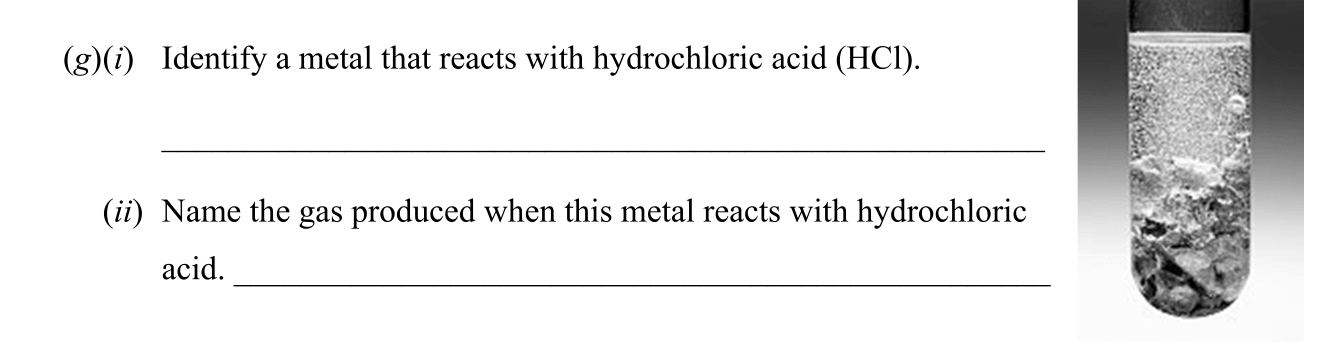 (g)(i) Identify a metal that reacts with hydrochloric acid (HCl).
(ii) Name the gas produced when this metal reacts with hydrochloric
acid.